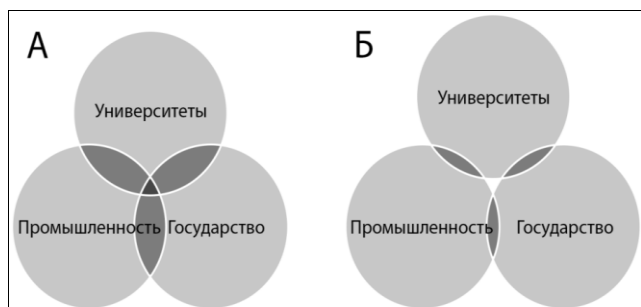 А
Университеты
Промышленность
Государство
Б
Университеты
Промышленность
Государство